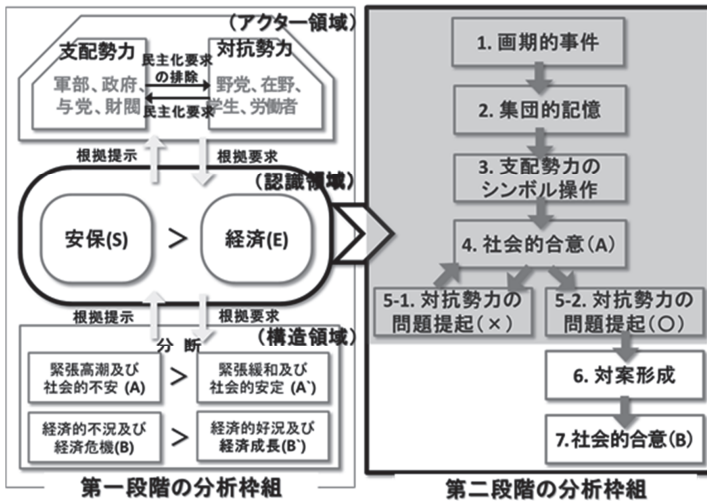 (アクター領域)
支配勢力
軍部、政府、
与党、財閥
民主化要求
の排除
民主化要求
対抗勢力
野党、在野、
学生、労働者
根拠提示
根拠要求
(認識領域)
安保(S)
>
経済(E)
根拠提示
根拠要求
(構造領域)
分 断
緊張高潮及び
社会的不安(A)
>
緊張緩和及び
社会的安定(A`)
経済的不況及び
経済危機(B)
>
経済的好況及び
経済成長(B`)
第一段階の分析枠組
1. 画期的事件
2. 集団的記憶
3. 支配勢力の
シンボル操作
4. 社会的合意(A)
5-1. 対抗勢力の
問題提起(×)
5-2. 対抗勢力の
問題提起(〇)
6. 対案形成
7.社会的合意(B)
第二段階の分析枠組